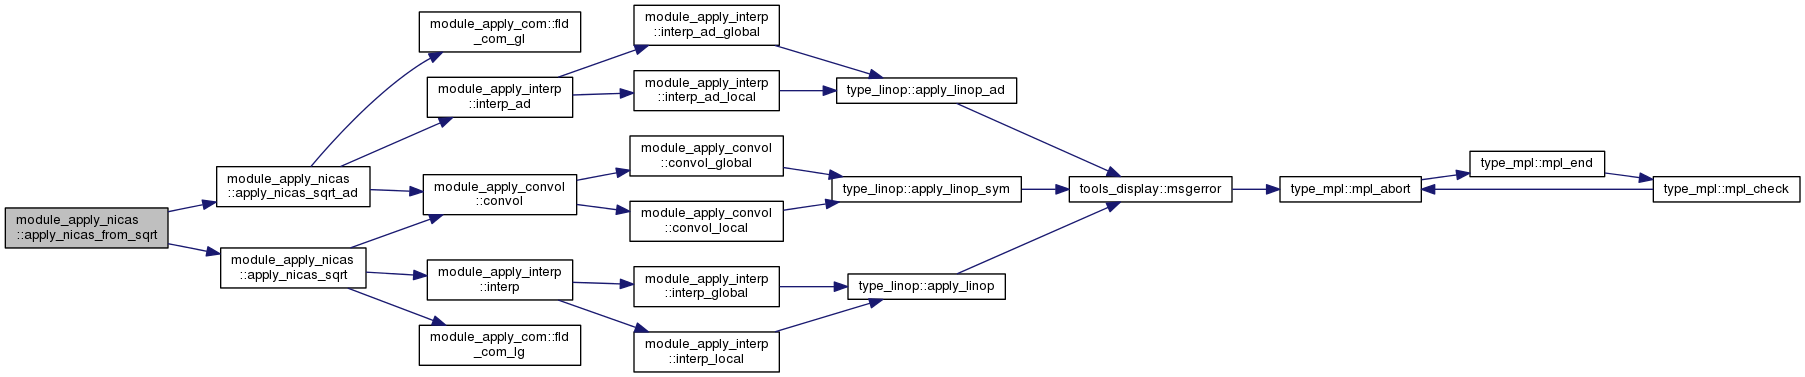 module_apply_nicas
::apply_nicas_from_sqrt
module_apply_nicas
::apply_nicas_sqrt_ad
module_apply_nicas
::apply_nicas_sqrt
module_apply_com::fld
_com_gl
module_apply_interp
::interp_ad
module_apply_convol
::convol
module_apply_interp
::interp
module_apply_com::fld
_com_lg
module_apply_interp
::interp_ad_global
module_apply_interp
::interp_ad_local
module_apply_convol
::convol_global
module_apply_convol
::convol_local
module_apply_interp
::interp_global
module_apply_interp
::interp_local
type_linop::apply_linop_ad
type_linop::apply_linop_sym
type_linop::apply_linop
tools_display::msgerror
type_mpl::mpl_abort
type_mpl::mpl_end
type_mpl::mpl_check